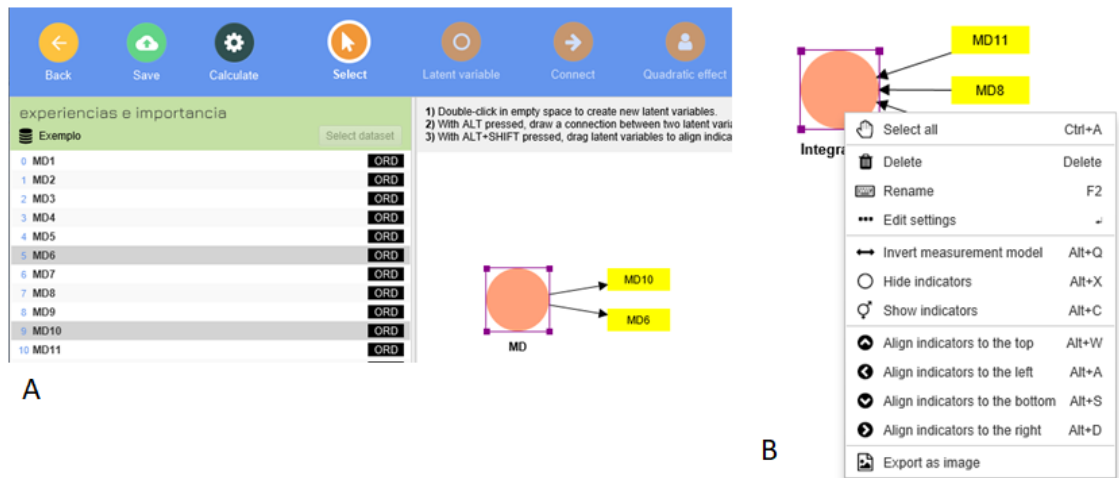 Back
Save
Calculate
Select
Latent variable
Connect
Quadratic effect
experiencias e importancia
Exemplo
Select dataset
0 MD1 ORD
1 MD2 ORD
2 MD3 ORD
3 MD4 ORD
4 MD5 ORD
5 MD6 ORD
6 MD7 ORD
7 MD8 ORD
8 MD9 ORD
9 MD10 ORD
10 MD11 ORD
1) Double-click in empty space to create new latent variables.
2) With ALT pressed, draw a connection between two latent varia
3) With ALT+SHIFT pressed, drag latent variables to align indica
MD10
MD6
MD
A
MD11
MD8
Integra
Select all Ctrl+A
Delete Delete
Rename F2
Edit settings ↵
Invert measurement model Alt+Q
Hide indicators Alt+X
Show indicators Alt+C
Align indicators to the top Alt+W
Align indicators to the left Alt+A
Align indicators to the bottom Alt+S
Align indicators to the right Alt+D
Export as image
B